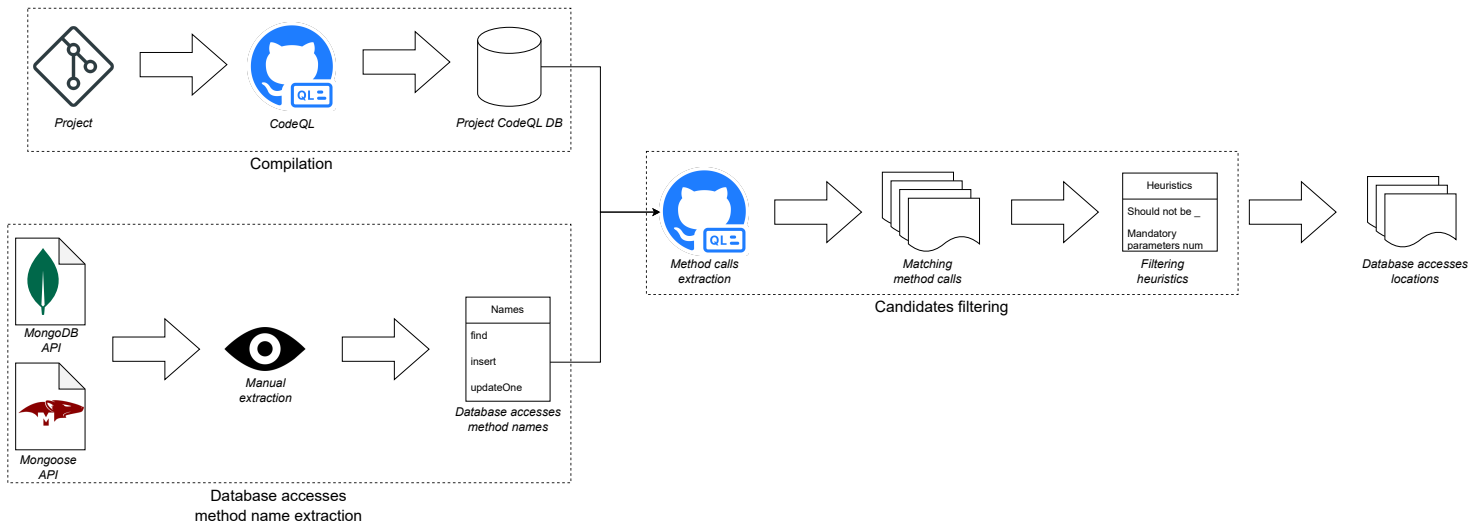 QL
Project
CodeQL
Project CodeQL DB
Compilation
MongoDB
API
Mongoose
API
Manual
extraction
Names
find
insert
updateOne
Database accesses
method names
Database accesses
method name extraction
QL
Method calls
extraction
Matching
method calls
Heuristics
Should not be _
Mandatory
parameters num
Filtering
heuristics
Candidates filtering
Database accesses
locations
M